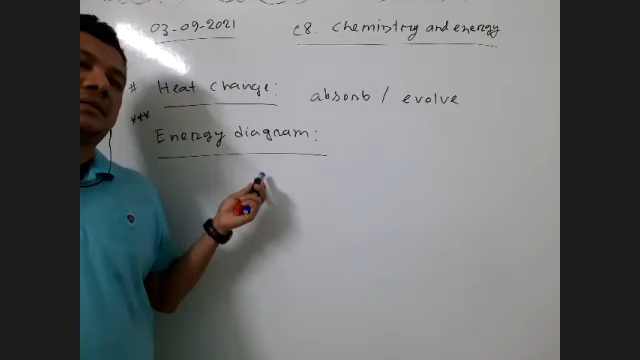 03-09-2021
C8. Chemistry and energy
# Heat change: absorb / evolve
*** Energy diagram: